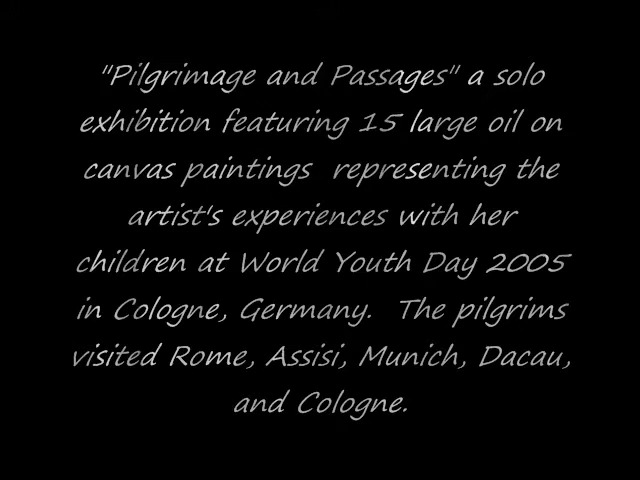 "Pilgrimage and Passages" a solo
exhibition featuring 15 large oil on
canvas paintings  representing the
artist's experiences with her
children at World Youth Day 2005
in Cologne, Germany.  The pilgrims
visited Rome, Assisi, Munich, Dacau,
and Cologne.